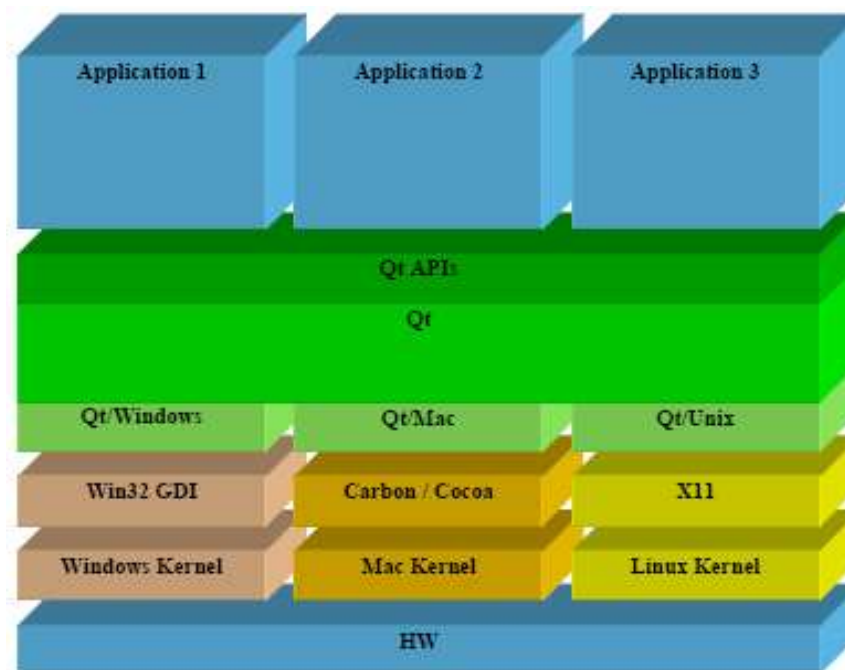 Application 1
Application 2
Application 3
Qt APIs
Qt
Qt/Windows
Qt/Mac
Qt/Unix
Win32 GDI
Carbon / Cocoa
X11
Windows Kernel
Mac Kernel
Linux Kernel
HW